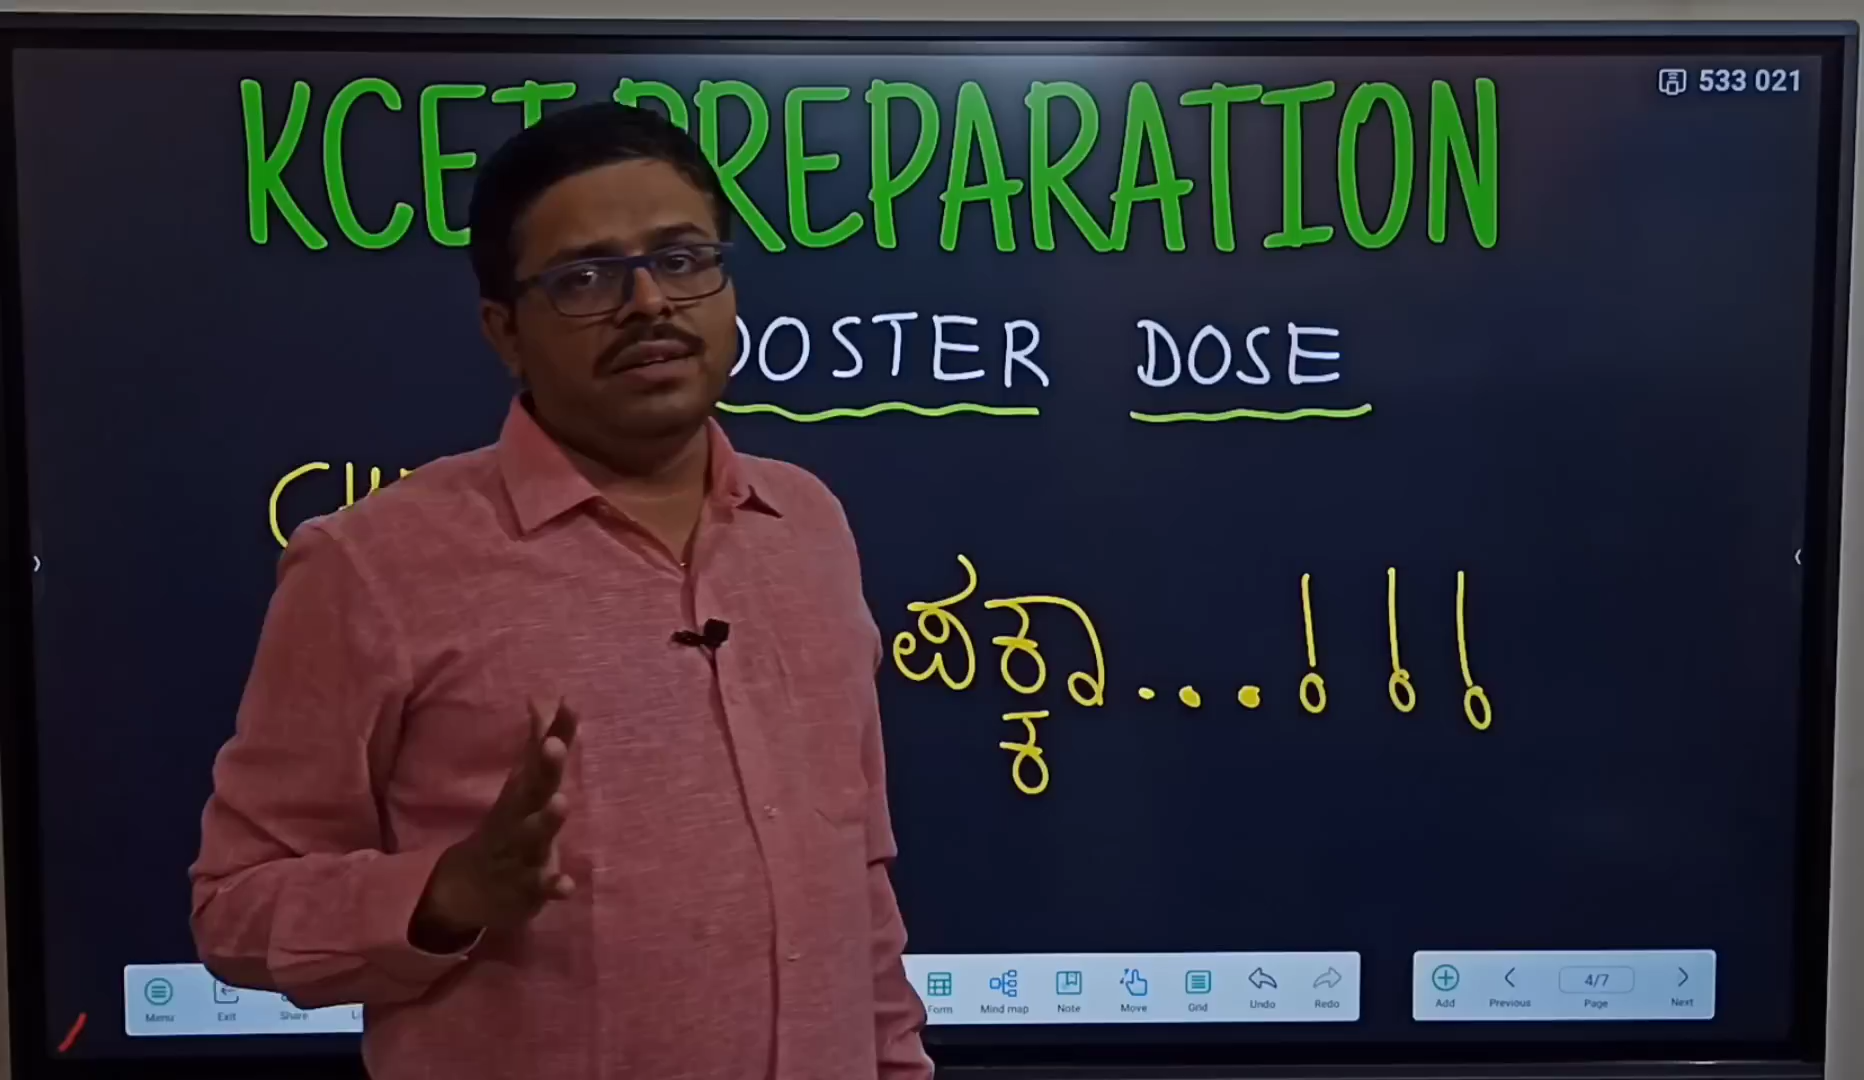 533 021
KCET PREPARATION
DOSE
ಪಕ್ಕಾ...!!!
Menu Exit Share Form Mind map Note Move Grid Undo Redo Add Previous 4/7 Page Next